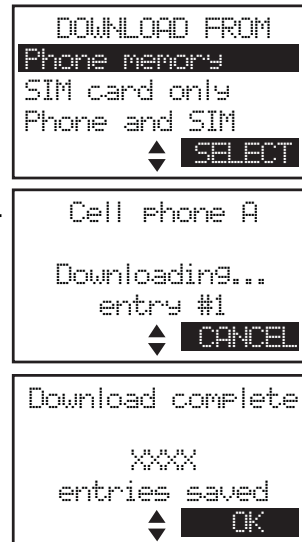 DOWNLOAD FROM
Phone memory
SIM card only
Phone and SIM
SELECT
Cell phone A
Downloading...
entry #1
CANCEL
Download complete
XXXX
entries saved
OK